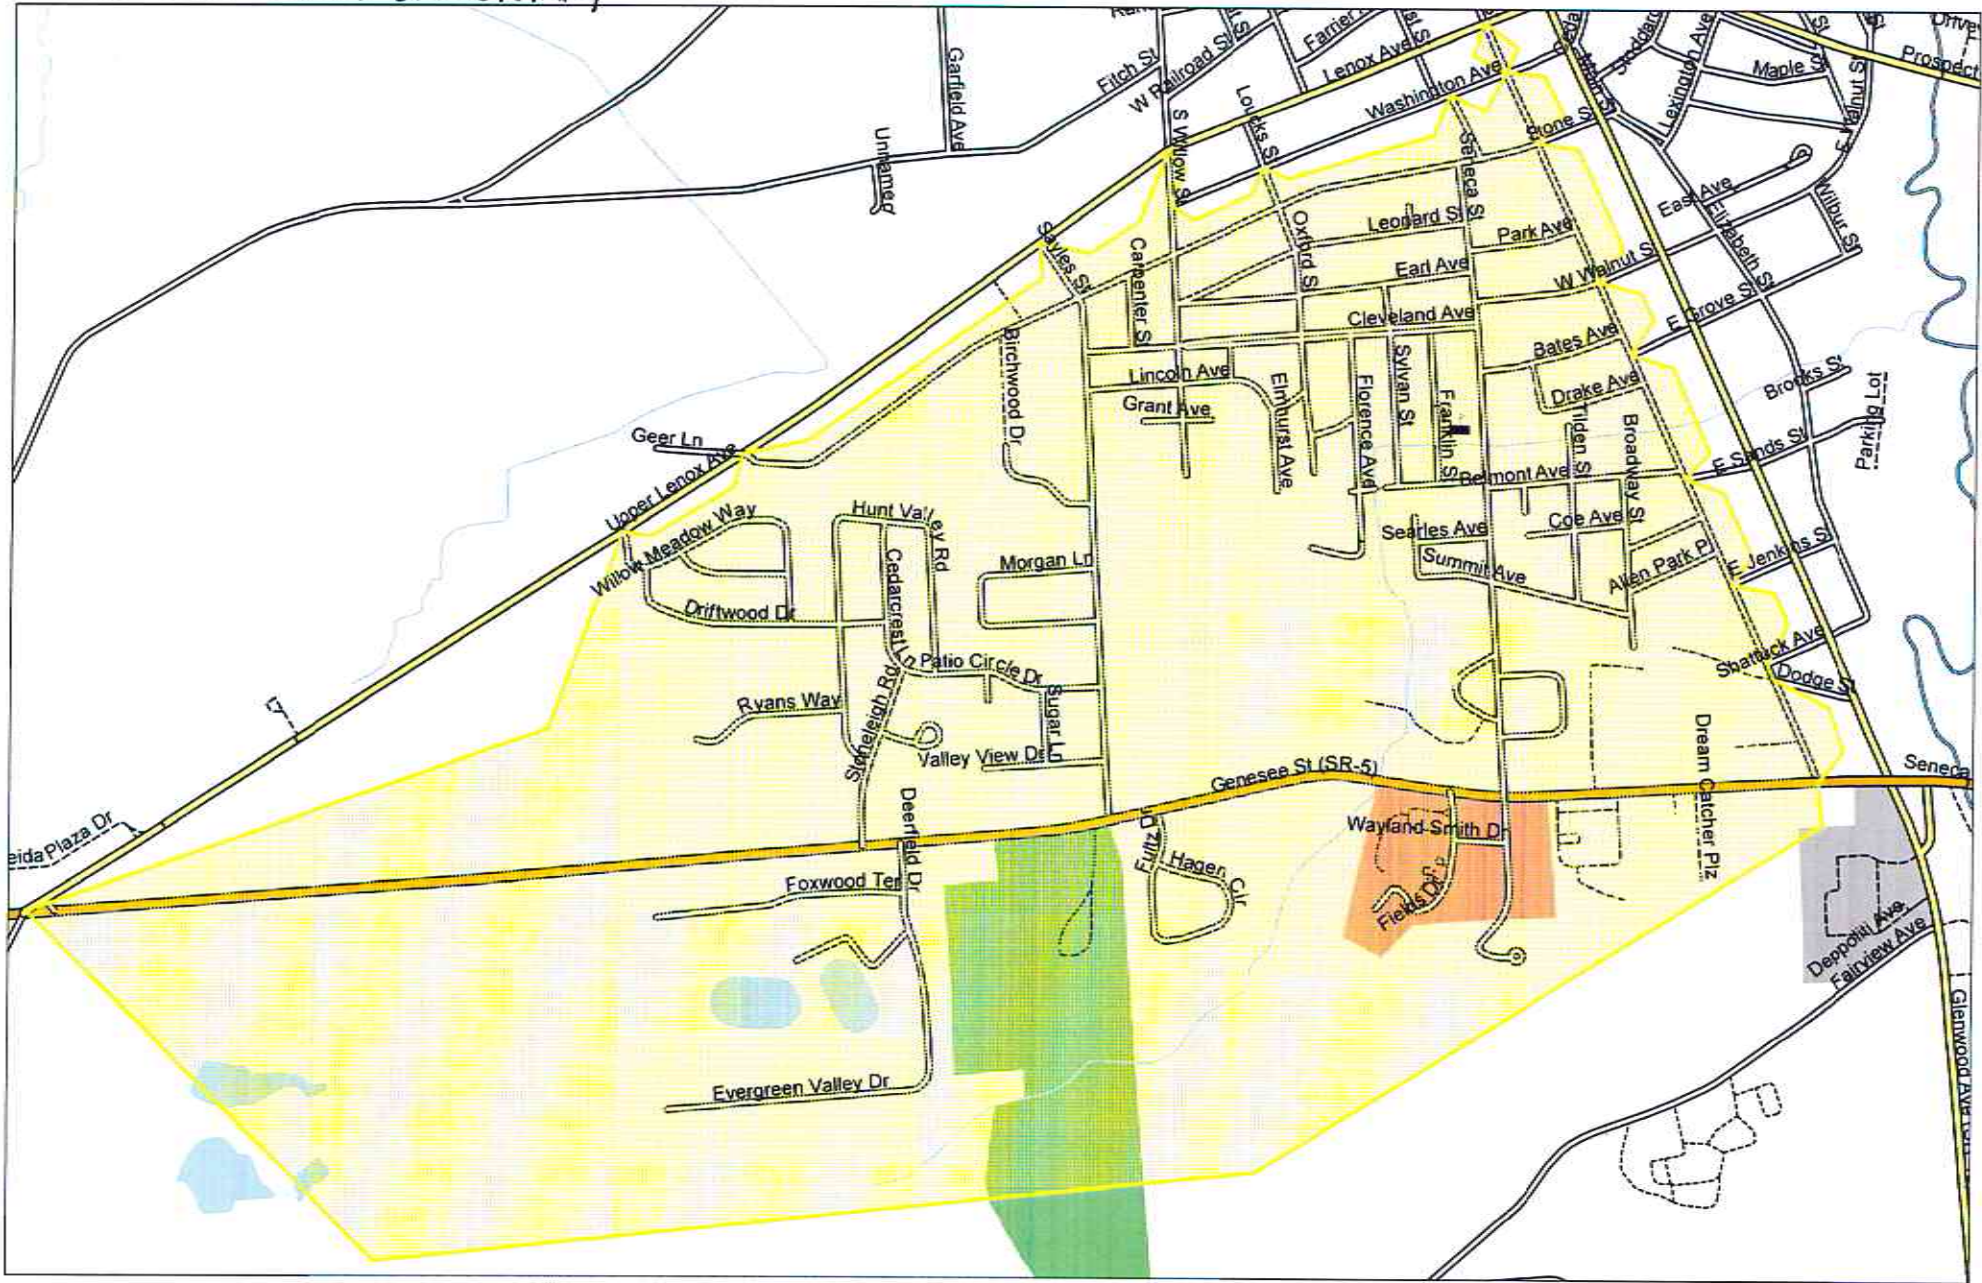 Garfield Ave
Fitch St
W Railroad St
Farrier
Lenox Ave
Washington Ave
Main St
Lexington Ave
Maple St
E Walnut St
Prospect
Drive
Unnamed
S Willow St
Loucks St
Seneca St
Stone St
East Ave
Elizabeth St
Wilbur St
Sayles St
Carpenter St
Oxford St
Leonard St
Park Ave
Earl Ave
W Walnut S
E Grove St
Cleveland Ave
Bates Ave
Birchwood Dr
Lincoln Ave
Grant Ave
Elmhurst Ave
Florence Ave
Sylvan St
Franklin St
Drake Ave
Tilden St
Broadway St
Brooks St
Parking Lot
E Sands St
Geer Ln
Upper Lenox Ave
Belmont Ave
Willow Meadow Way
Hunt Valley Rd
Cedarcrest Ln
Morgan Ln
Searles Ave
Summit Ave
Coe Ave
Allen Park Pl
E Jenkins St
Driftwood Dr
Patio Circle Dr
Shattuck Ave
Dodge St
Ryans Way
Stoneleigh Rd
Sugar Ln
Valley View Dr
Dream Catcher Plz
Genesee St (SR-5)
Seneca
eida Plaza Dr
Deerfield Dr
Foxwood Ter
Fultz Dr
Hagen Cir
Wayland-Smith Dr
Fields Dr
Deppoliti Ave
Fairview Ave
Glenwood Ave
Evergreen Valley Dr